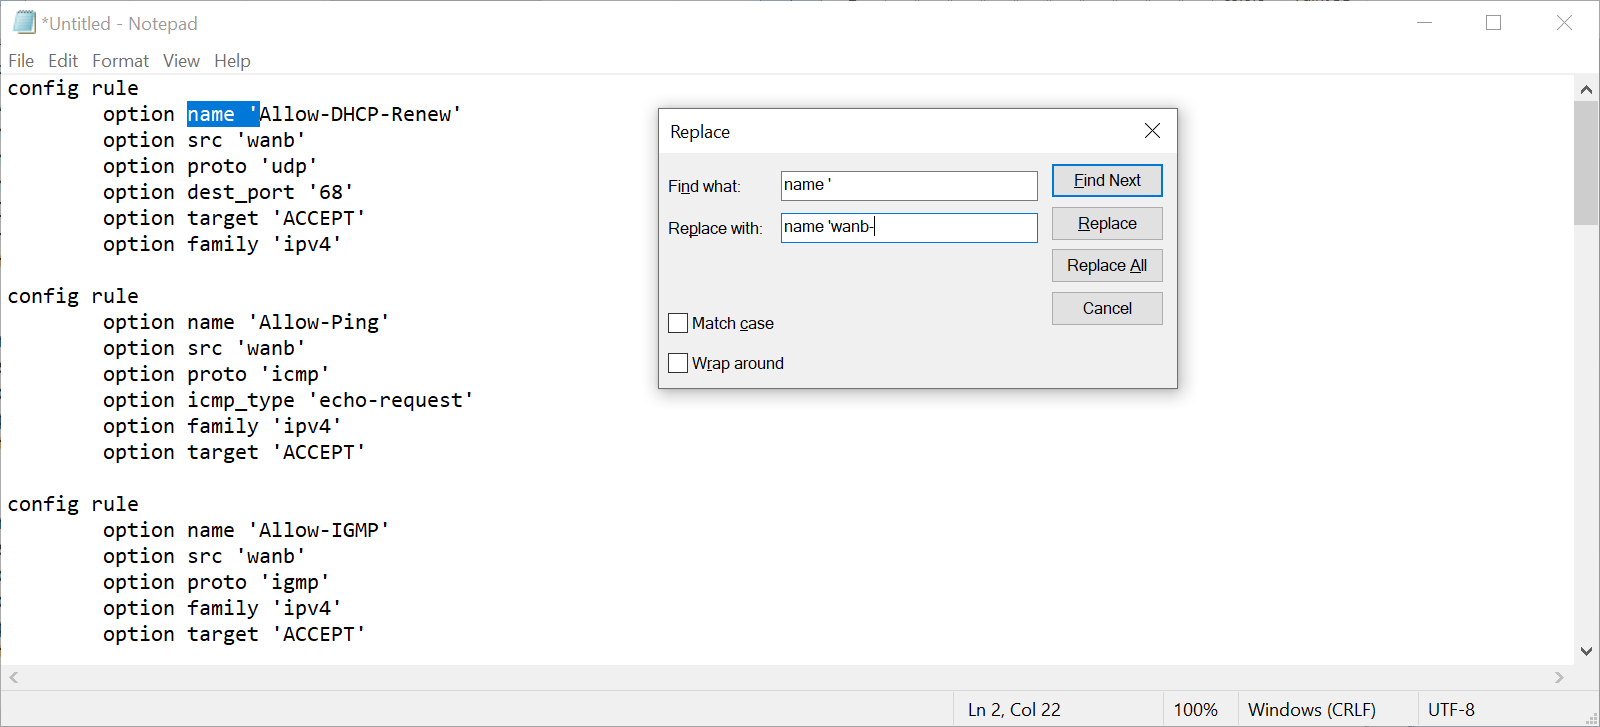 *Untitled - Notepad
File Edit Format View Help
config rule
option name 'Allow-DHCP-Renew'
option src 'wanb'
option proto 'udp'
option dest_port '68'
option target 'ACCEPT'
option family 'ipv4'
config rule
option name 'Allow-Ping'
option src 'wanb'
option proto 'icmp'
option icmp_type 'echo-request'
option family 'ipv4'
option target 'ACCEPT'
config rule
option name 'Allow-IGMP'
option src 'wanb'
option proto 'igmp'
option family 'ipv4'
option target 'ACCEPT'
Replace
Find what: name '
Replace with: name 'wanb-
Find Next
Replace
Replace All
Cancel
Match case
Wrap around
Ln 2, Col 22 100% Windows (CRLF) UTF-8